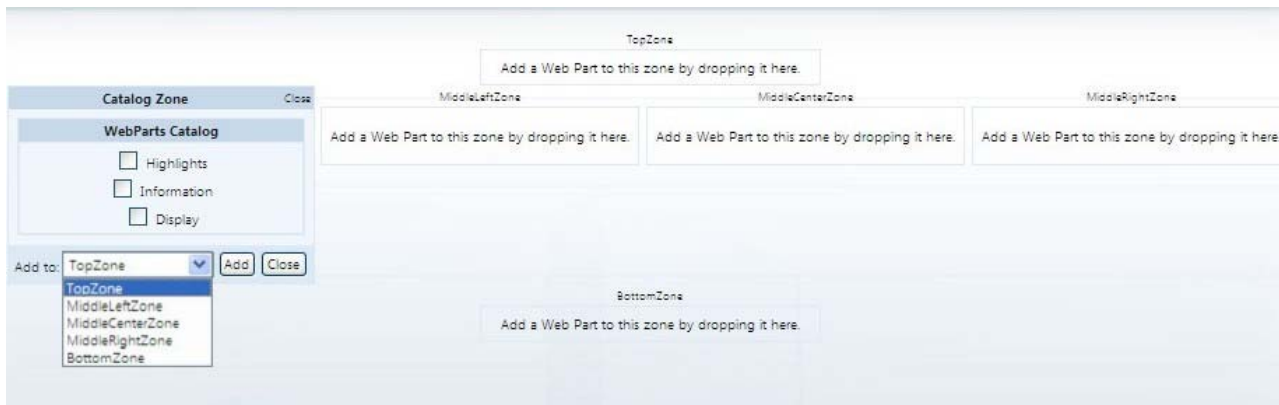 TopZone
Add a Web Part to this zone by dropping it here.
Catalog Zone Close
MiddleLeftZone
MiddleCenterZone
MiddleRightZone
WebParts Catalog
Add a Web Part to this zone by dropping it here.
Add a Web Part to this zone by dropping it here.
Add a Web Part to this zone by dropping it here
Highlights
Information
Display
Add to: TopZone Add Close
TopZone
MiddleLeftZone
MiddleCenterZone
MiddleRightZone
BottomZone
BottomZone
Add a Web Part to this zone by dropping it here.